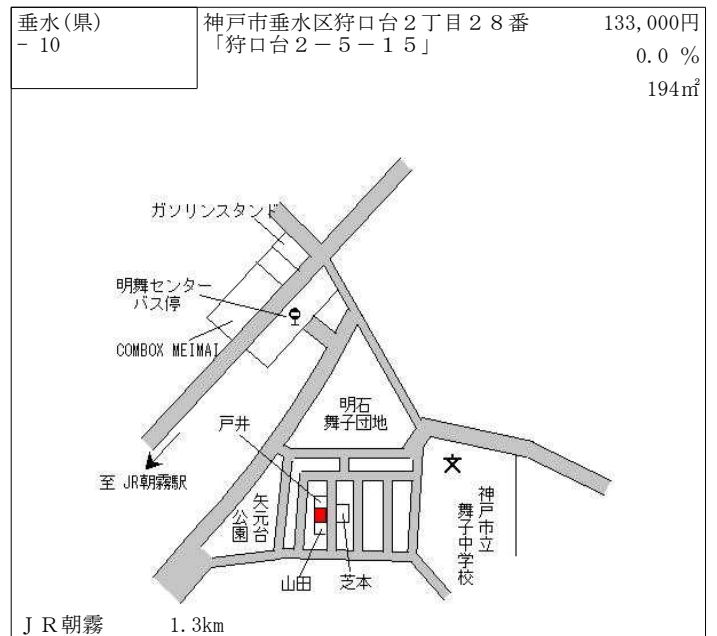 垂水(県)
- 10
神戸市垂水区狩口台２丁目２８番
「狩口台２－５－１５」
133,000円
0.0 %
194㎡
ガソリンスタンド
明舞センター
バス停
COMBOX MEIMAI
明石
舞子団地
戸井
至 JR朝霧駅
矢元台
公園
神戸市立
舞子中学校
山田
芝本
ＪＲ朝霧
1.3km